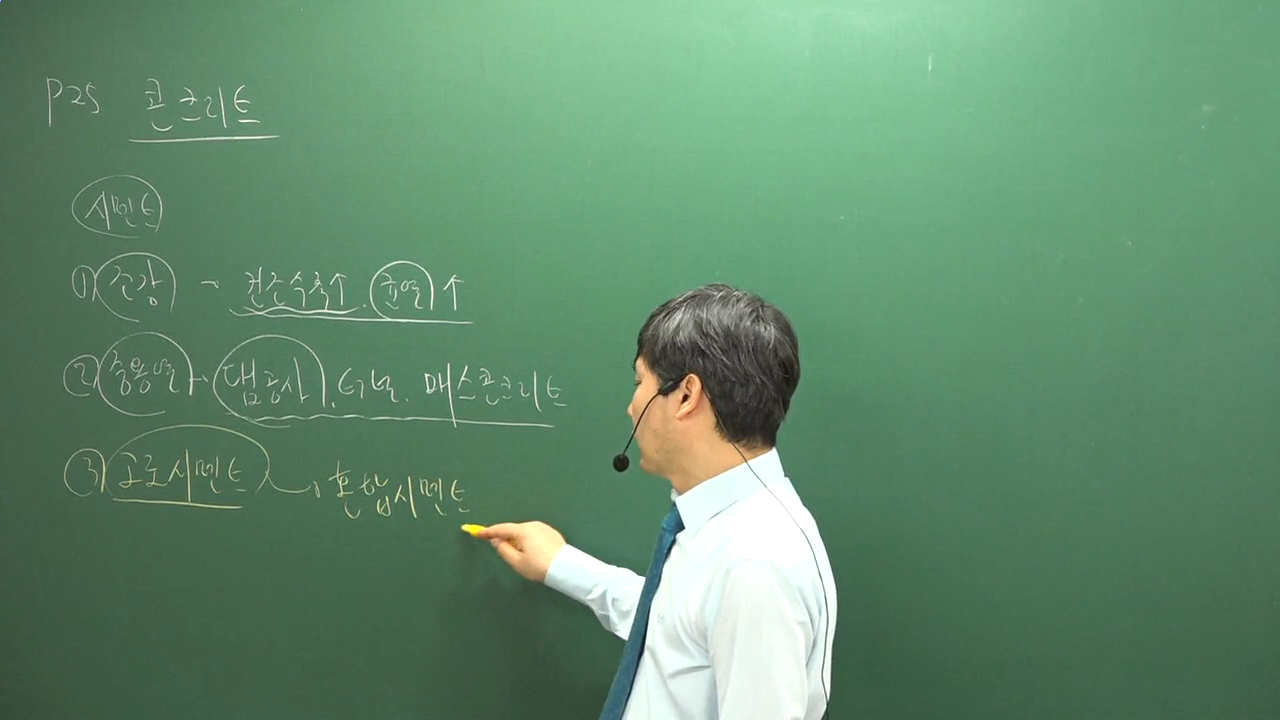 P25 콘크리트
시멘트
① 조강 → 건조수축↑. 균열↑
② 중용열 → 댐공사. 터널. 매스콘크리트
③ 고로시멘트 → 혼합시멘트